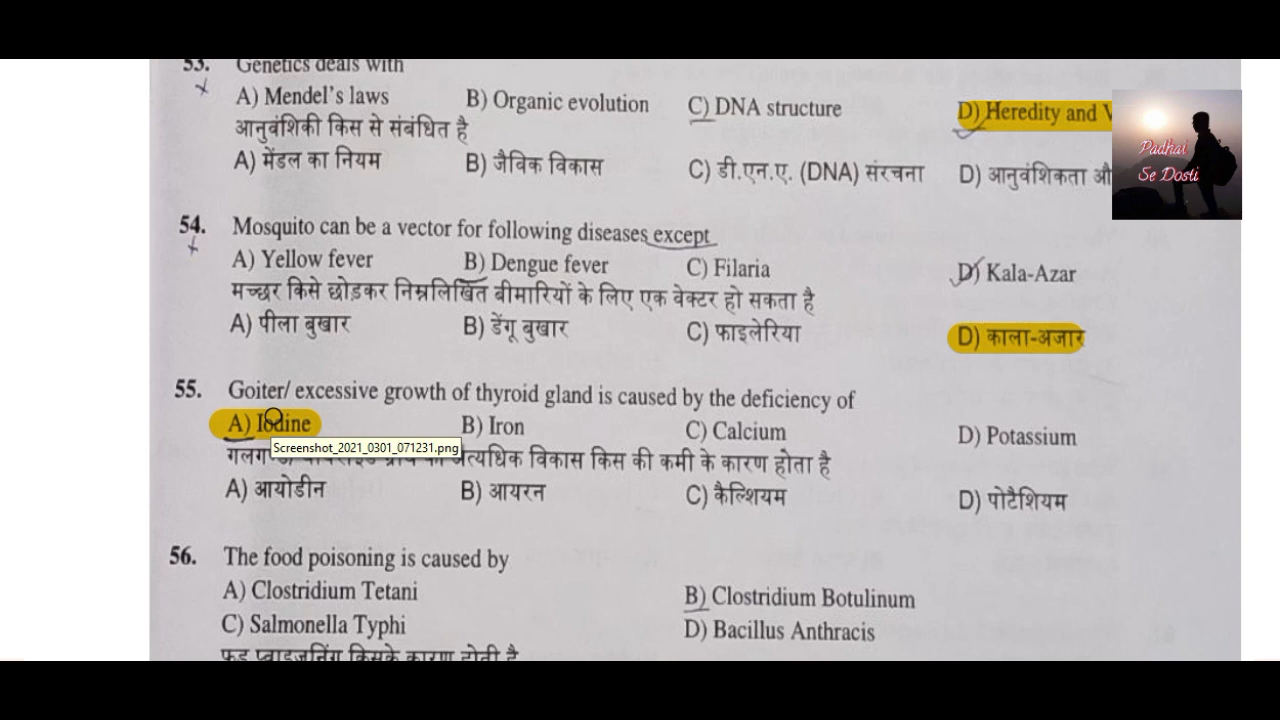 53. Genetics deals with
A) Mendel's laws B) Organic evolution C) DNA structure D) Heredity and
आनुवंशिकी किस से संबंधित है
A) मेंडल का नियम B) जैविक विकास C) डी.एन.ए. (DNA) संरचना D) आनुवंशिकता
Padhai
Se Dosti
54. Mosquito can be a vector for following diseases except
A) Yellow fever B) Dengue fever C) Filaria D) Kala-Azar
मच्छर किसे छोड़कर निम्नलिखित बीमारियों के लिए एक वेक्टर हो सकता है
A) पीला बुखार B) डेंगू बुखार C) फाइलेरिया D) काला-अजार
55. Goiter/ excessive growth of thyroid gland is caused by the deficiency of
A) Iodine B) Iron C) Calcium D) Potassium
Screenshot_2021_0301_071231.png
विकास किस की कमी के कारण होता है
A) आयोडीन B) आयरन C) कैल्शियम D) पोटैशियम
56. The food poisoning is caused by
A) Clostridium Tetani B) Clostridium Botulinum
C) Salmonella Typhi D) Bacillus Anthracis
किसके कारण होती है